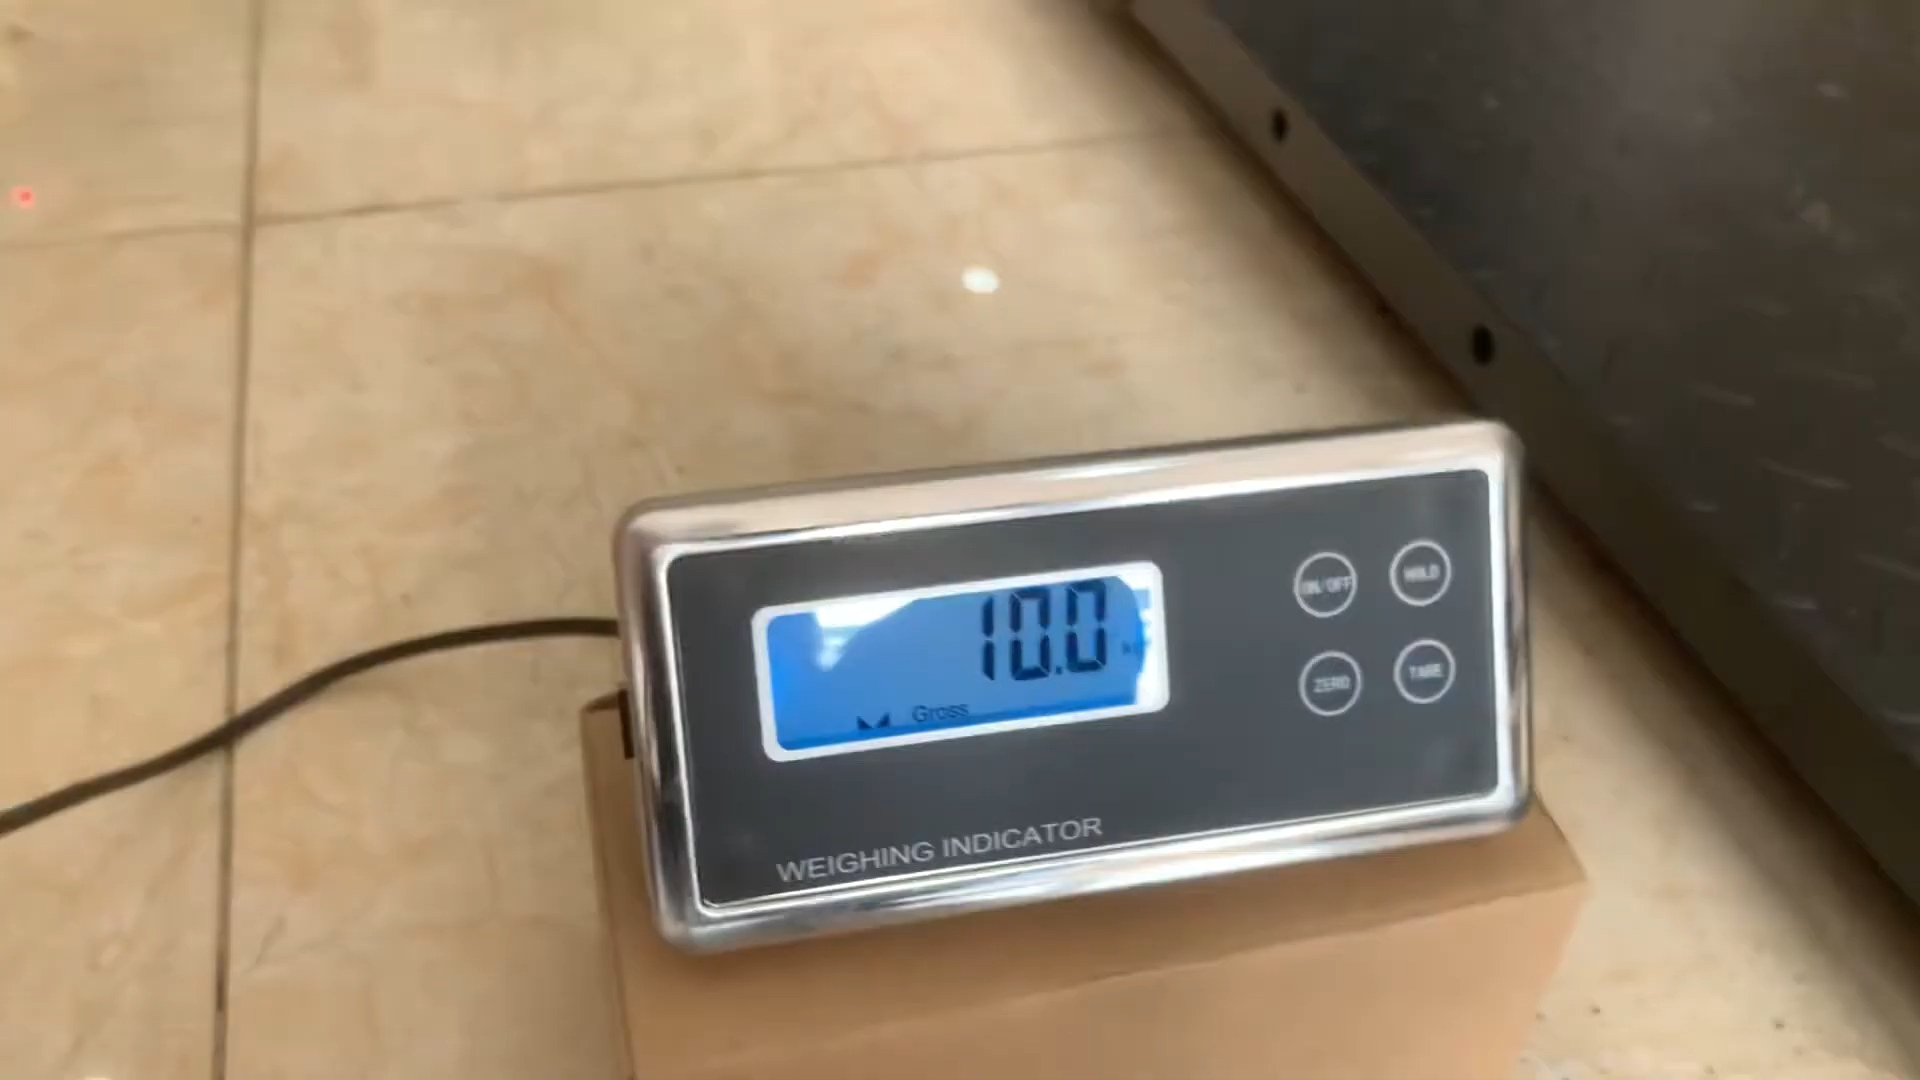 10.0
Gross
ON/OFF
HOLD
ZERO
TARE
WEIGHING INDICATOR